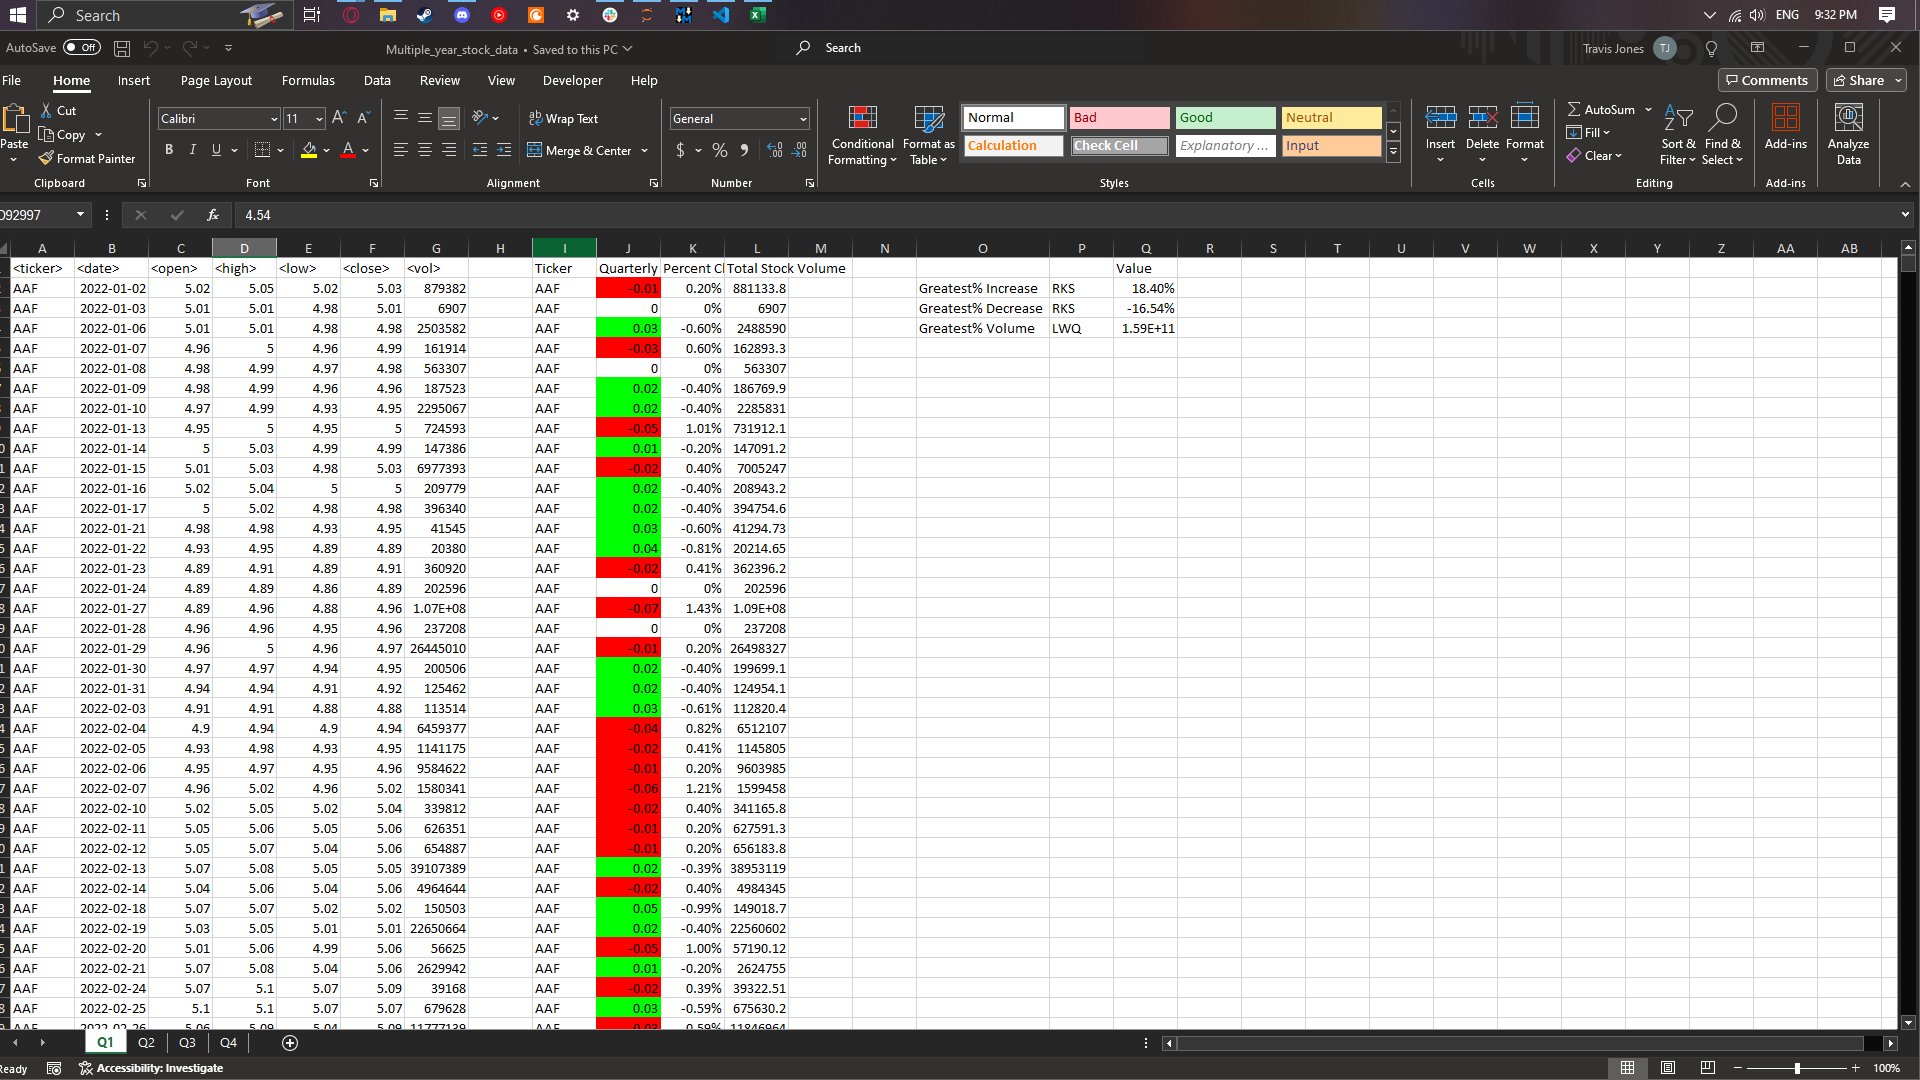 Search
ENG 9:32 PM
AutoSave Off Multiple_year_stock_data • Saved to this PC Search Travis Jones TJ
File Home Insert Page Layout Formulas Data Review View Developer Help Comments Share
Paste Cut Copy Format Painter Clipboard
Calibri 11 B I U A A Font
Wrap Text Merge & Center Alignment
General $ % Number
Conditional Formatting Format as Table Normal Bad Good Neutral Calculation Check Cell Explanatory ... Input Styles
Insert Delete Format Cells
AutoSum Fill Clear Sort & Filter Find & Select Editing
Add-ins Add-ins
Analyze Data
D92997 fx 4.54
A B C D E F G H I J K L M N O P Q R S T U V W X Y Z AA AB
<ticker> <date> <open> <high> <low> <close> <vol> Ticker Quarterly Percent Cl Total Stock Volume Value
AAF 2022-01-02 5.02 5.05 5.02 5.03 879382 AAF -0.01 0.20% 881133.8 Greatest% Increase RKS 18.40%
AAF 2022-01-03 5.01 5.01 4.98 5.01 6907 AAF 0 0% 6907 Greatest% Decrease RKS -16.54%
AAF 2022-01-06 5.01 5.01 4.98 4.98 2503582 AAF 0.03 -0.60% 2488590 Greatest% Volume LWQ 1.59E+11
AAF 2022-01-07 4.96 5 4.96 4.99 161914 AAF -0.03 0.60% 162893.3
AAF 2022-01-08 4.98 4.99 4.97 4.98 563307 AAF 0 0% 563307
AAF 2022-01-09 4.98 4.99 4.96 4.96 187523 AAF 0.02 -0.40% 186769.9
AAF 2022-01-10 4.97 4.99 4.93 4.95 2295067 AAF 0.02 -0.40% 2285831
AAF 2022-01-13 4.95 5 4.95 5 724593 AAF -0.05 1.01% 731912.1
AAF 2022-01-14 5 5.03 4.99 4.99 147386 AAF 0.01 -0.20% 147091.2
AAF 2022-01-15 5.01 5.03 4.98 5.03 6977393 AAF -0.02 0.40% 7005247
AAF 2022-01-16 5.02 5.04 5 5 209779 AAF 0.02 -0.40% 208943.2
AAF 2022-01-17 5 5.02 4.98 4.98 396340 AAF 0.02 -0.40% 394754.6
AAF 2022-01-21 4.98 4.98 4.93 4.95 41545 AAF 0.03 -0.60% 41294.73
AAF 2022-01-22 4.93 4.95 4.89 4.89 20380 AAF 0.04 -0.81% 20214.65
AAF 2022-01-23 4.89 4.91 4.89 4.91 360920 AAF -0.02 0.41% 362396.2
AAF 2022-01-24 4.89 4.89 4.86 4.89 202596 AAF 0 0% 202596
AAF 2022-01-27 4.89 4.96 4.88 4.96 1.07E+08 AAF -0.07 1.43% 1.09E+08
AAF 2022-01-28 4.96 4.96 4.95 4.96 237208 AAF 0 0% 237208
AAF 2022-01-29 4.96 5 4.96 4.97 26445010 AAF -0.01 0.20% 26498327
AAF 2022-01-30 4.97 4.97 4.94 4.95 200506 AAF 0.02 -0.40% 199699.1
AAF 2022-01-31 4.94 4.94 4.91 4.92 125462 AAF 0.02 -0.40% 124954.1
AAF 2022-02-03 4.91 4.91 4.88 4.88 113514 AAF 0.03 -0.61% 112820.4
AAF 2022-02-04 4.9 4.94 4.9 4.94 6459377 AAF -0.04 0.82% 6512107
AAF 2022-02-05 4.93 4.98 4.93 4.95 1141175 AAF -0.02 0.41% 1145805
AAF 2022-02-06 4.95 4.97 4.95 4.96 9584622 AAF -0.01 0.20% 9603985
AAF 2022-02-07 4.96 5.02 4.96 5.02 1580341 AAF -0.06 1.21% 1599458
AAF 2022-02-10 5.02 5.05 5.02 5.04 339812 AAF -0.02 0.40% 341165.8
AAF 2022-02-11 5.05 5.06 5.05 5.06 626351 AAF -0.01 0.20% 627591.3
AAF 2022-02-12 5.05 5.07 5.04 5.06 654887 AAF -0.01 0.20% 656183.8
AAF 2022-02-13 5.07 5.08 5.05 5.05 39107389 AAF 0.02 -0.39% 38953119
AAF 2022-02-14 5.04 5.06 5.04 5.06 4964644 AAF -0.02 0.40% 4984345
AAF 2022-02-18 5.07 5.07 5.02 5.02 150503 AAF 0.05 -0.99% 149018.7
AAF 2022-02-19 5.03 5.05 5.01 5.01 22650664 AAF 0.02 -0.40% 22560602
AAF 2022-02-20 5.01 5.06 4.99 5.06 56625 AAF -0.05 1.00% 57190.12
AAF 2022-02-21 5.07 5.08 5.04 5.06 2629942 AAF 0.01 -0.20% 2624755
AAF 2022-02-24 5.07 5.1 5.07 5.09 39168 AAF -0.02 0.39% 39322.51
AAF 2022-02-25 5.1 5.1 5.07 5.07 679628 AAF 0.03 -0.59% 675630.2
AAF 2022-02-26 5.06 5.09 5.04 5.09 11777139 AAF 0.59% 11846964
Q1 Q2 Q3 Q4
Ready Accessibility: Investigate 100%